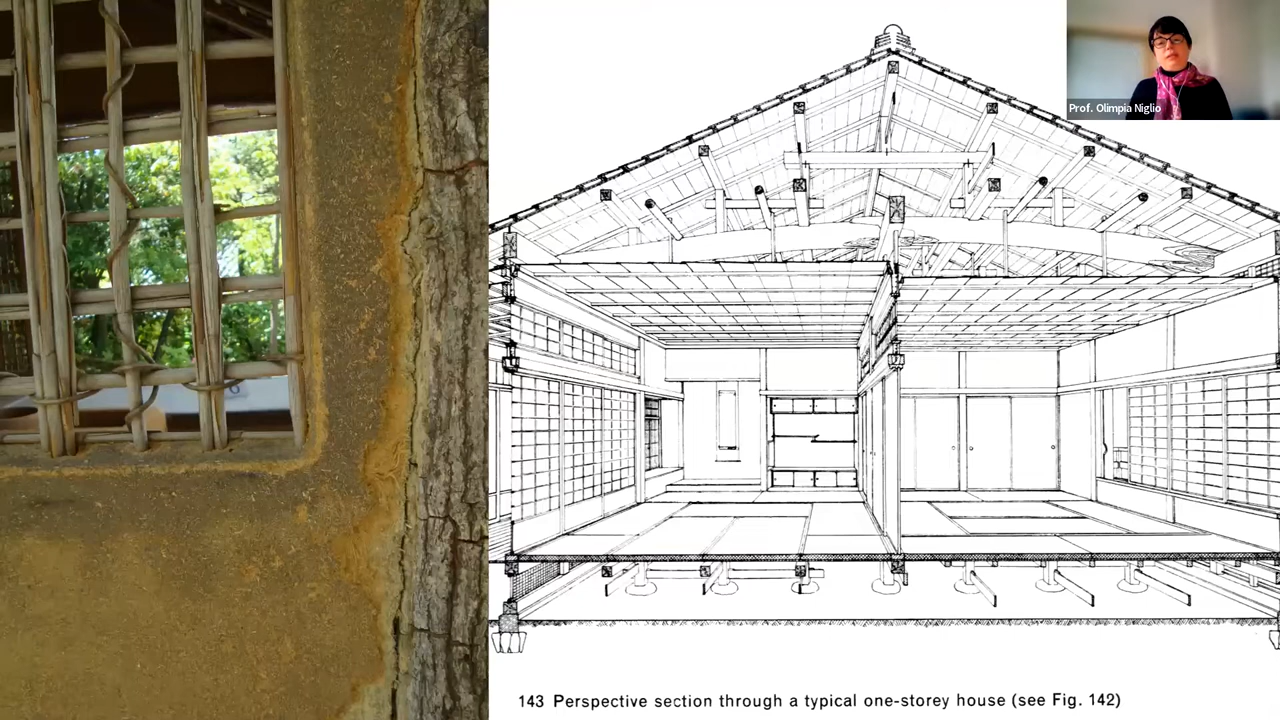 Prof. Olimpia Niglio
143 Perspective section through a typical one-storey house (see Fig. 142)